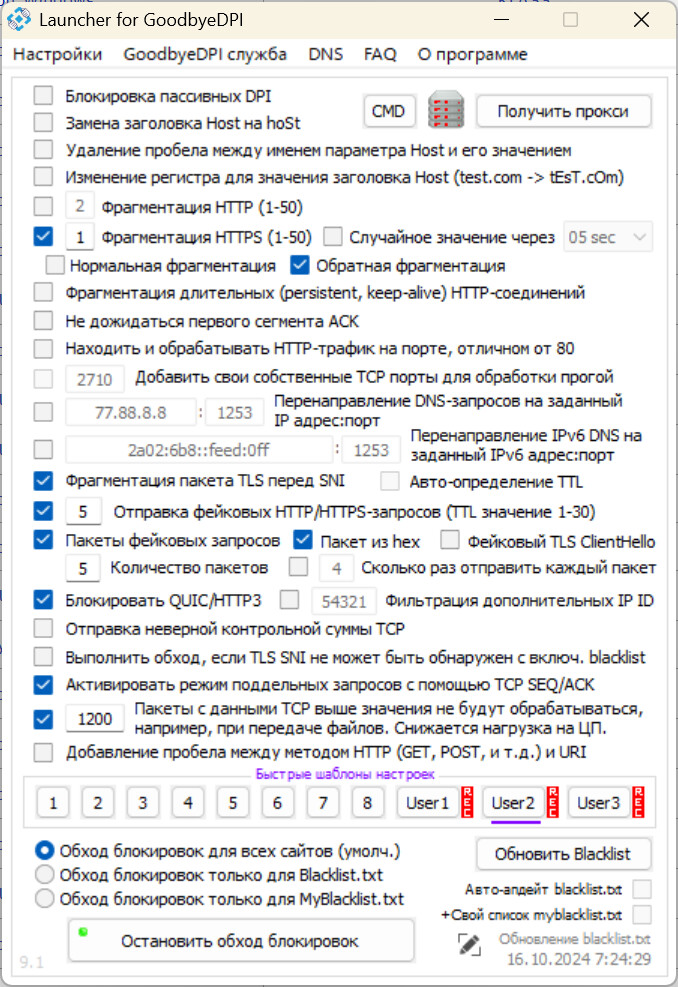 Launcher for GoodbyeDPI
Настройки GoodbyeDPI служба DNS FAQ О программе
Блокировка пассивных DPI
Замена заголовка Host на hoSt
CMD
Получить прокси
Удаление пробела между именем параметра Host и его значением
Изменение регистра для значения заголовка Host (test.com -> tEsT.cOm)
2 Фрагментация HTTP (1-50)
1 Фрагментация HTTPS (1-50) Случайное значение через 05 sec
Нормальная фрагментация Обратная фрагментация
Фрагментация длительных (persistent, keep-alive) HTTP-соединений
Не дожидаться первого сегмента ACK
Находить и обрабатывать HTTP-трафик на порте, отличном от 80
2710 Добавить свои собственные TCP порты для обработки прогой
77.88.8.8 : 1253 Перенаправление DNS-запросов на заданный
IP адрес:порт
2a02:6b8::feed:0ff : 1253 Перенаправление IPv6 DNS на
заданный IPv6 адрес:порт
Фрагментация пакета TLS перед SNI Авто-определение TTL
5 Отправка фейковых HTTP/HTTPS-запросов (TTL значение 1-30)
Пакеты фейковых запросов Пакет из hex Фейковый TLS ClientHello
5 Количество пакетов 4 Сколько раз отправить каждый пакет
Блокировать QUIC/HTTP3 54321 Фильтрация дополнительных IP ID
Отправка неверной контрольной суммы TCP
Выполнить обход, если TLS SNI не может быть обнаружен с включ. blacklist
Активировать режим поддельных запросов с помощью TCP SEQ/ACK
1200 Пакеты с данными TCP выше значения не будут обрабатываться,
например, при передаче файлов. Снижается нагрузка на ЦП.
Добавление пробела между методом HTTP (GET, POST, и т.д.) и URI
Быстрые шаблоны настроек
1 2 3 4 5 6 7 8 User1 REC User2 REC User3 REC
Обход блокировок для всех сайтов (умолч.)
Обход блокировок только для Blacklist.txt
Обход блокировок только для MyBlacklist.txt
Обновить Blacklist
Авто-апдейт blacklist.txt
+Свой список myblacklist.txt
Остановить обход блокировок
Обновление blacklist.txt
16.10.2024 7:24:29
9.1